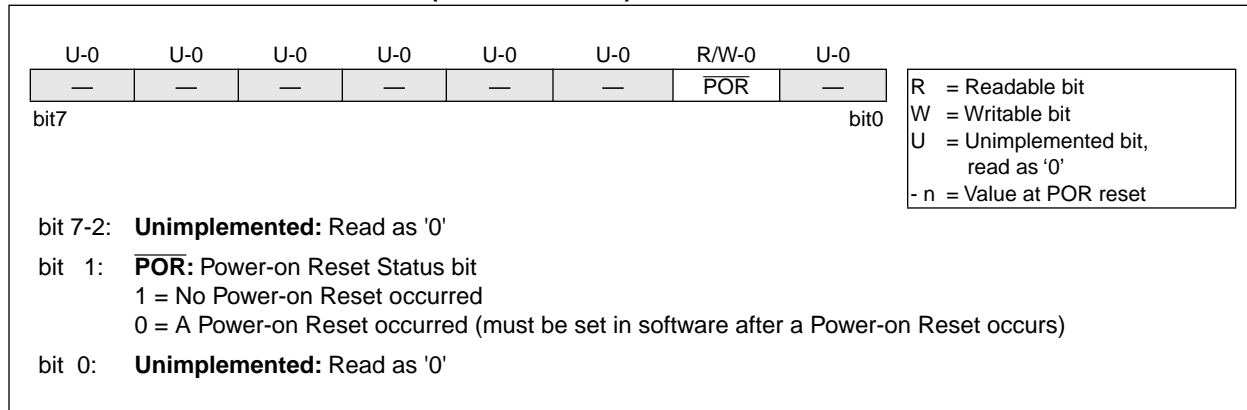 U-0 U-0 U-0 U-0 U-0 U-0 R/W-0 U-0
— — — — — — POR —
bit7 bit0
R = Readable bit
W = Writable bit
U = Unimplemented bit,
read as ‘0’
- n = Value at POR reset
bit 7-2: Unimplemented: Read as '0'
bit 1: POR: Power-on Reset Status bit
1 = No Power-on Reset occurred
0 = A Power-on Reset occurred (must be set in software after a Power-on Reset occurs)
bit 0: Unimplemented: Read as '0'